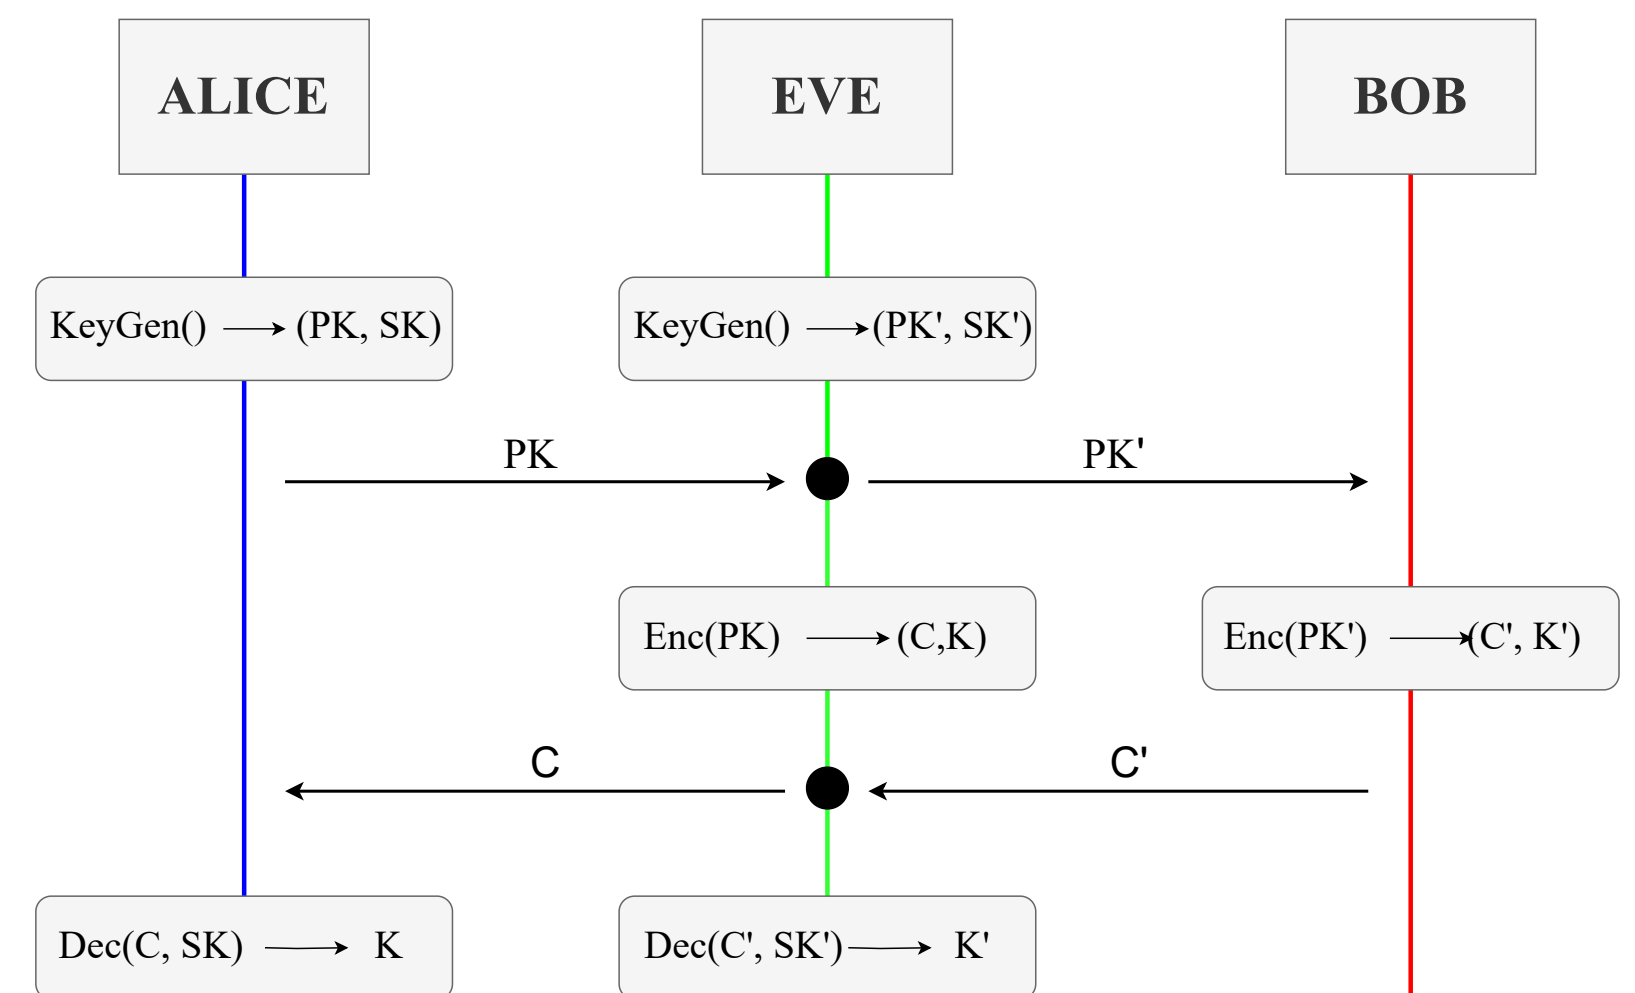 ALICE
EVE
BOB
KeyGen() (PK, SK)
KeyGen() (PK', SK')
PK
PK'
Enc(PK) (C,K)
Enc(PK') (C', K')
C
C'
Dec(C, SK) K
Dec(C', SK') K'